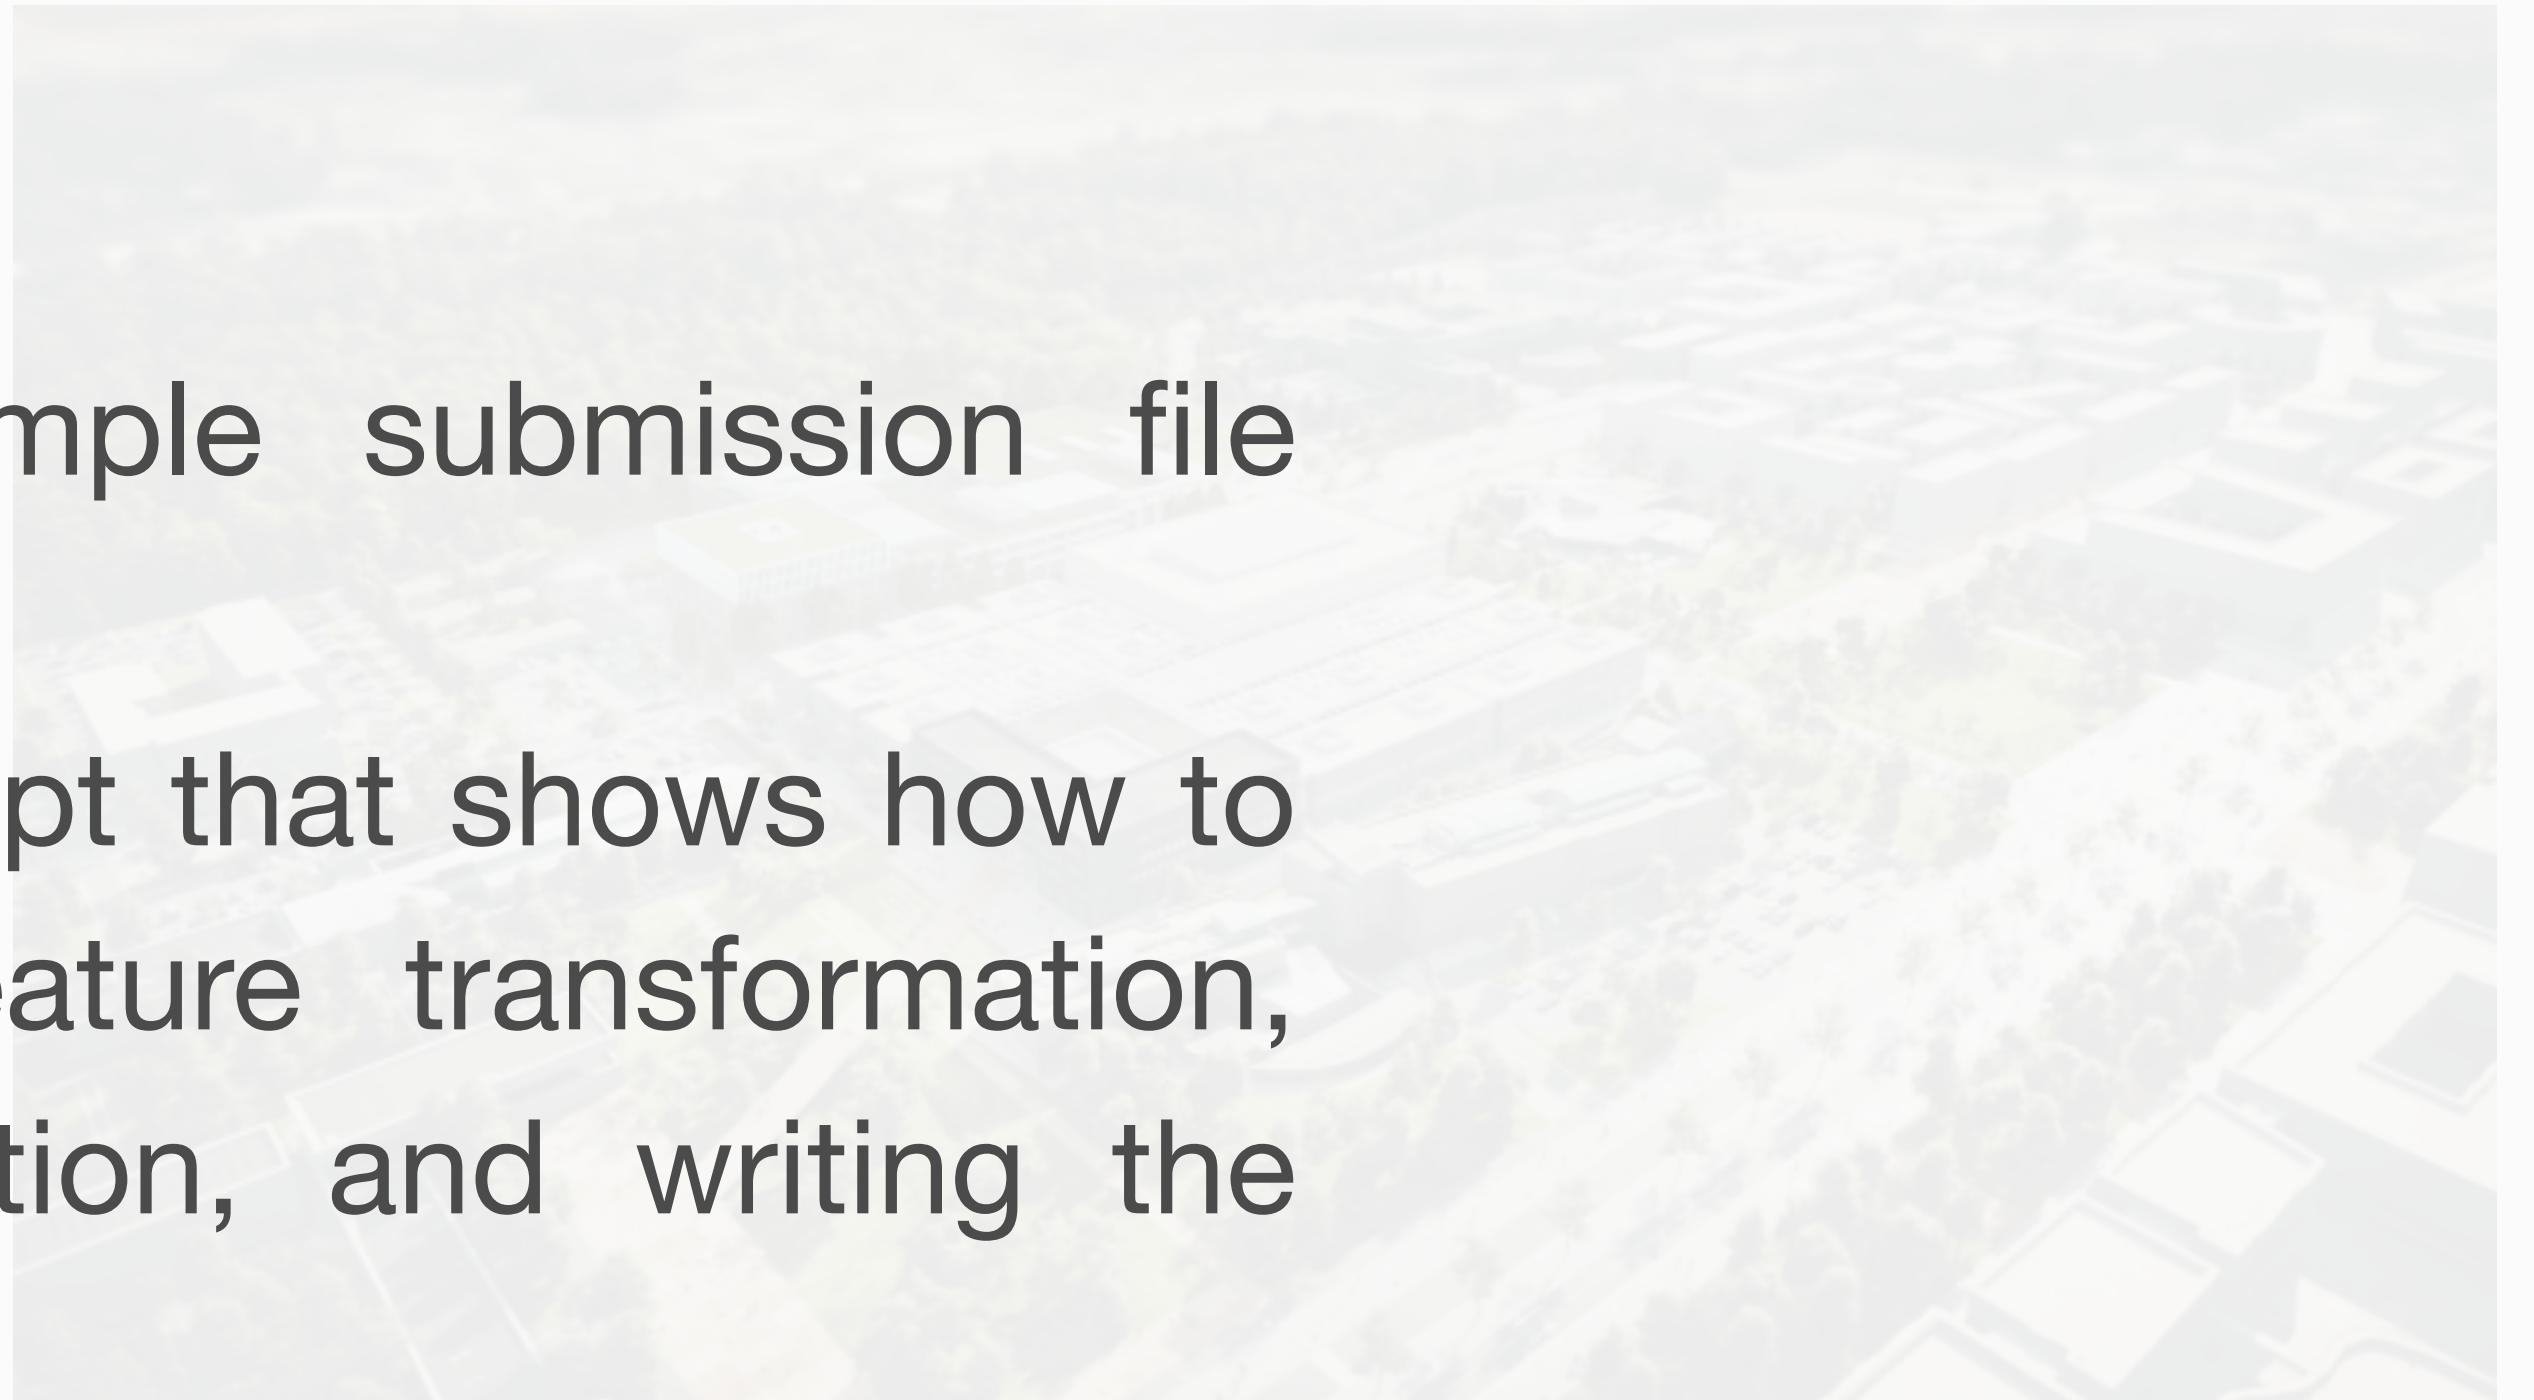 mple submission file
pt that shows how to
eature transformation,
tion, and writing the